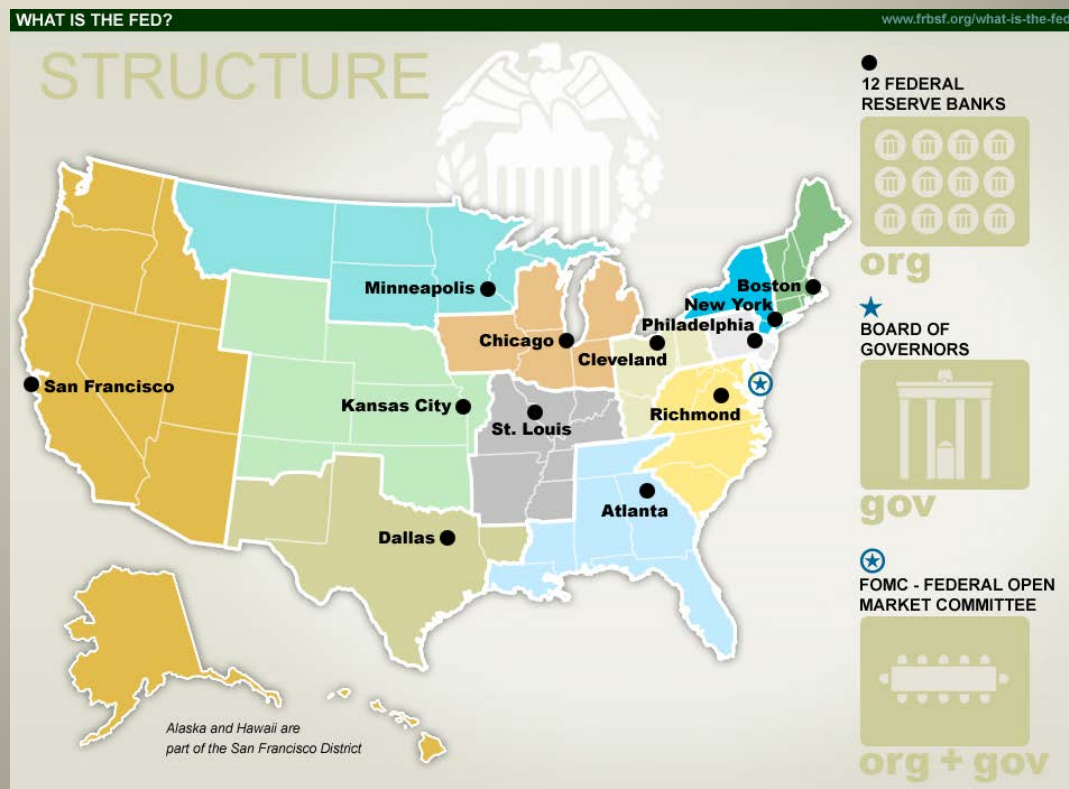 WHAT IS THE FED?
www.frbsf.org/what-is-the-fed
STRUCTURE
12 FEDERAL
RESERVE BANKS
org
BOARD OF
GOVERNORS
gov
FOMC - FEDERAL OPEN
MARKET COMMITTEE
org + gov
Minneapolis
Boston
New York
Philadelphia
Chicago
Cleveland
San Francisco
Kansas City
Richmond
St. Louis
Atlanta
Dallas
Alaska and Hawaii are
part of the San Francisco District